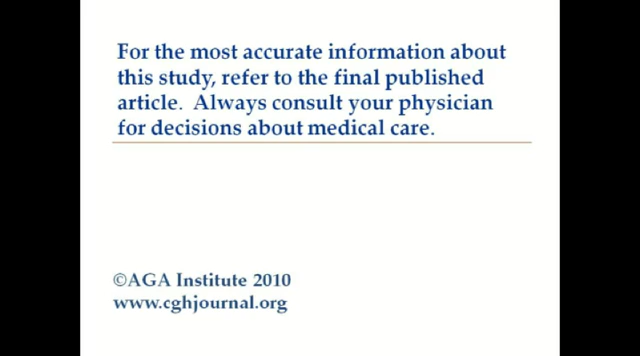 For the most accurate information about
this study, refer to the final published
article.  Always consult your physician
for decisions about medical care.
©AGA Institute 2010
www.cghjournal.org